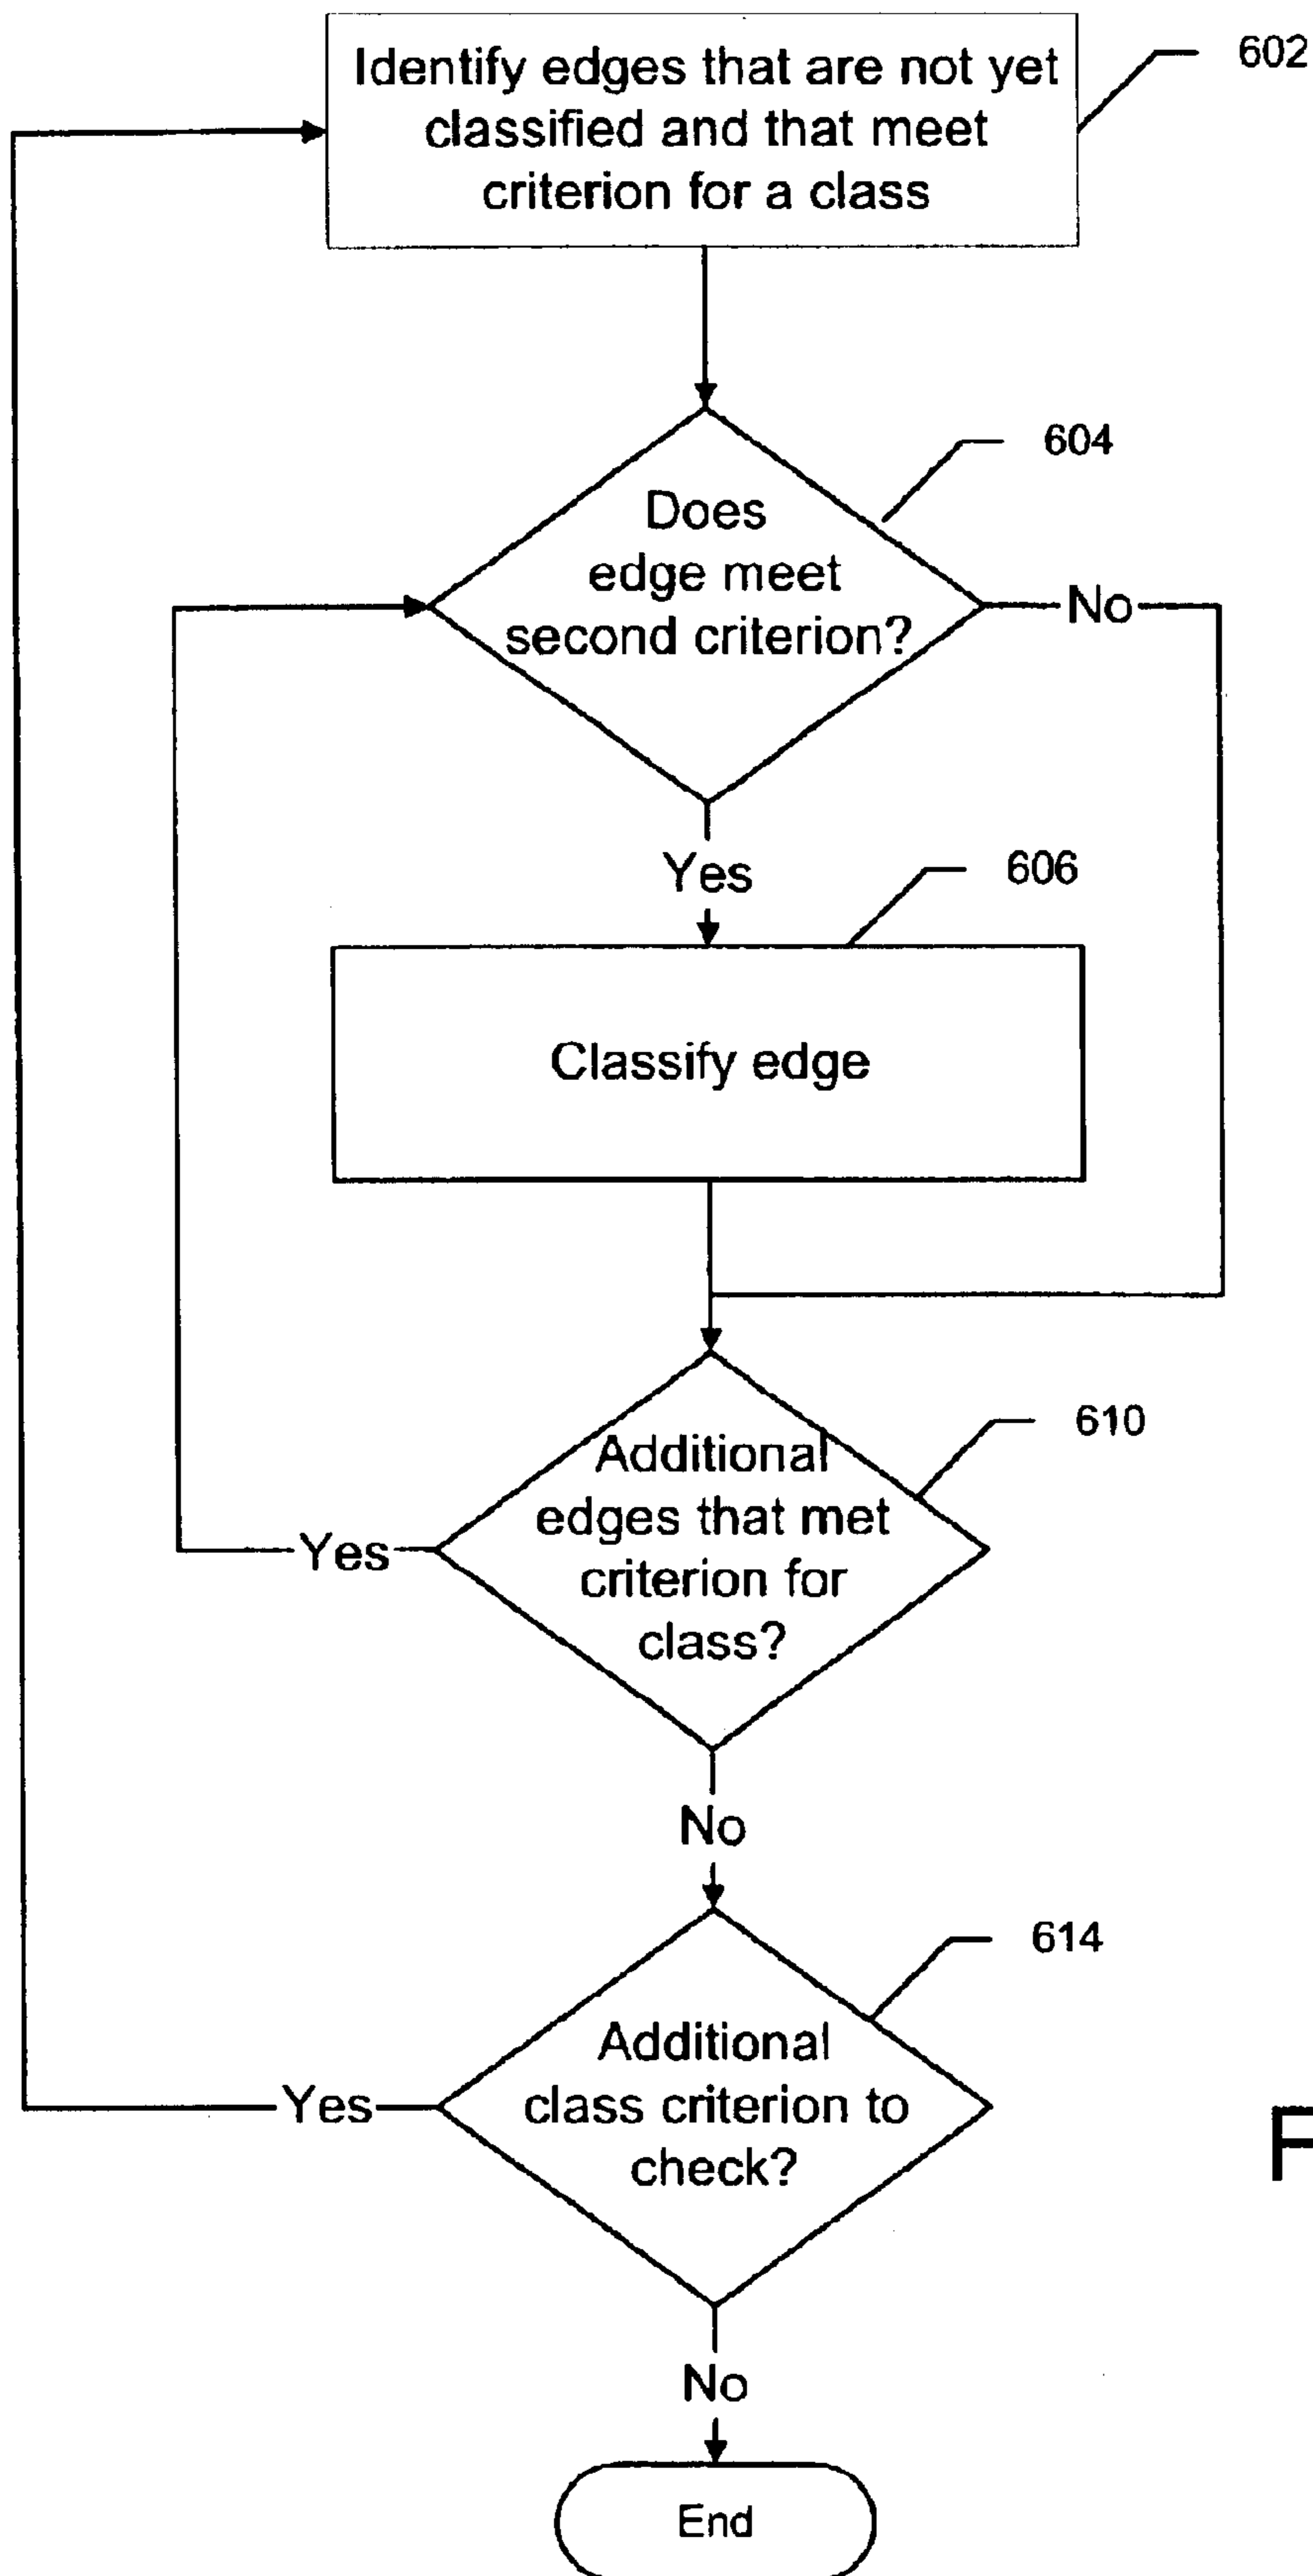 Identify edges that are not yet
classified and that meet
criterion for a class
602
Does
edge meet
second criterion?
604
No
Yes
606
Classify edge
Additional
edges that met
criterion for
class?
610
Yes
No
Additional
class criterion to
check?
614
Yes
No
End
F